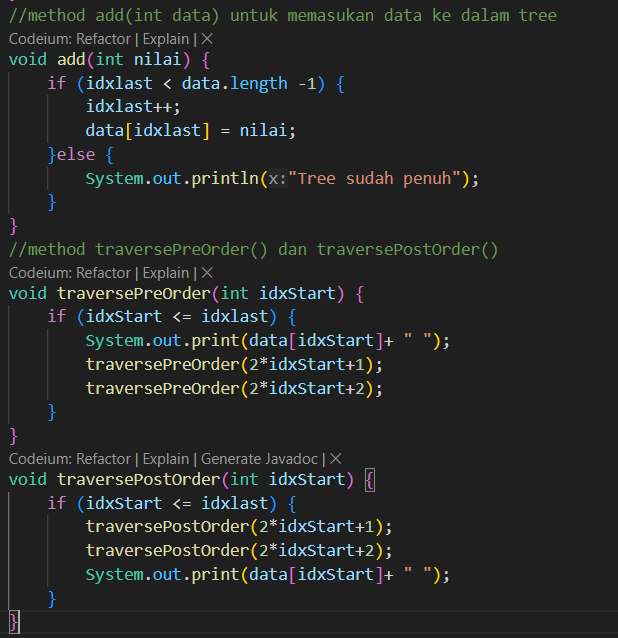 //method add(int data) untuk memasukan data ke dalam tree
Codeium: Refactor | Explain | ✕
void add(int nilai) {
    if (idxlast < data.length -1) {
        idxlast++;
        data[idxlast] = nilai;
    }else {
        System.out.println(x:"Tree sudah penuh");
    }
}
//method traversePreOrder() dan traversePostOrder()
Codeium: Refactor | Explain | ✕
void traversePreOrder(int idxStart) {
    if (idxStart <= idxlast) {
        System.out.print(data[idxStart]+ " ");
        traversePreOrder(2*idxStart+1);
        traversePreOrder(2*idxStart+2);
    }
}
Codeium: Refactor | Explain | Generate Javadoc | ✕
void traversePostOrder(int idxStart) {
    if (idxStart <= idxlast) {
        traversePostOrder(2*idxStart+1);
        traversePostOrder(2*idxStart+2);
        System.out.print(data[idxStart]+ " ");
    }
}